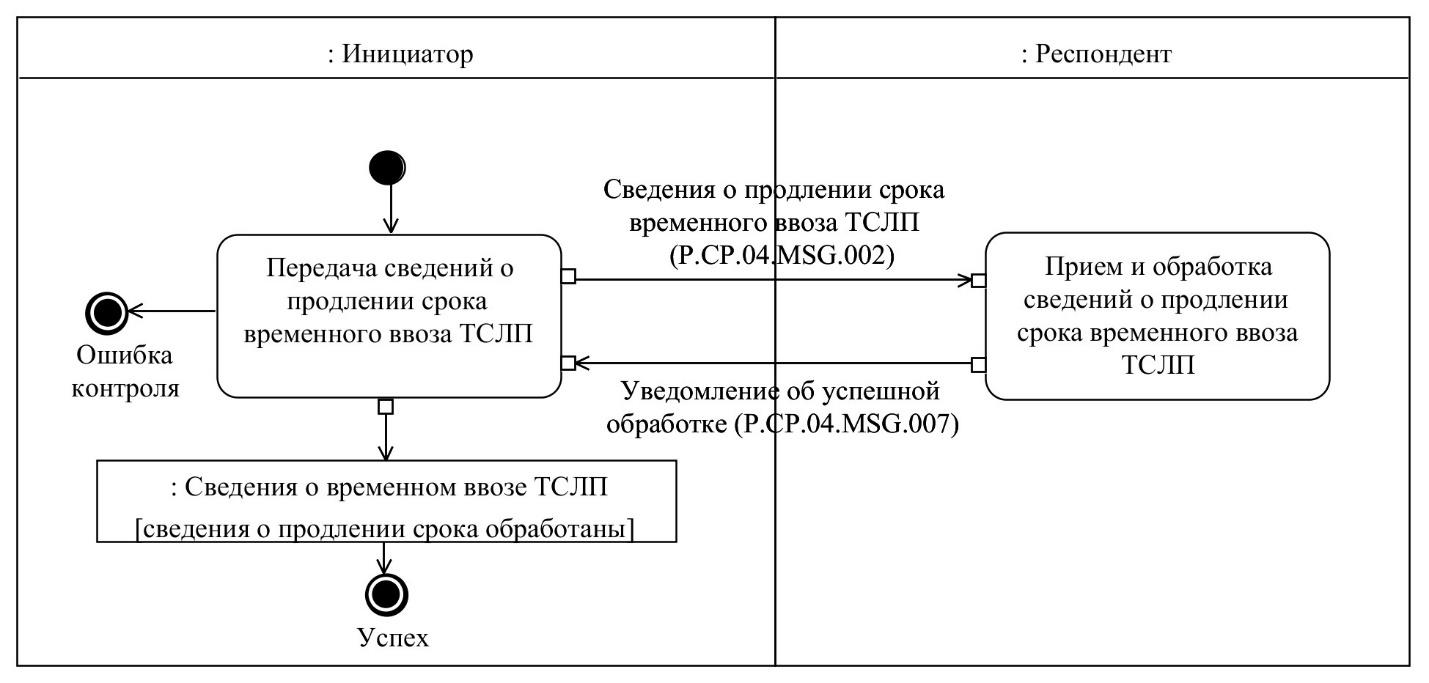 : Инициатор
: Респондент
Сведения о продлении срока
временного ввоза ТСЛП
(P.CP.04.MSG.002)
Передача сведений о
продлении срока
временного ввоза ТСЛП
Прием и обработка
сведений о продлении
срока временного ввоза
ТСЛП
Ошибка
контроля
Уведомление об успешной
обработке (P.CP.04.MSG.007)
: Сведения о временном ввозе ТСЛП
[сведения о продлении срока обработаны]
Успех